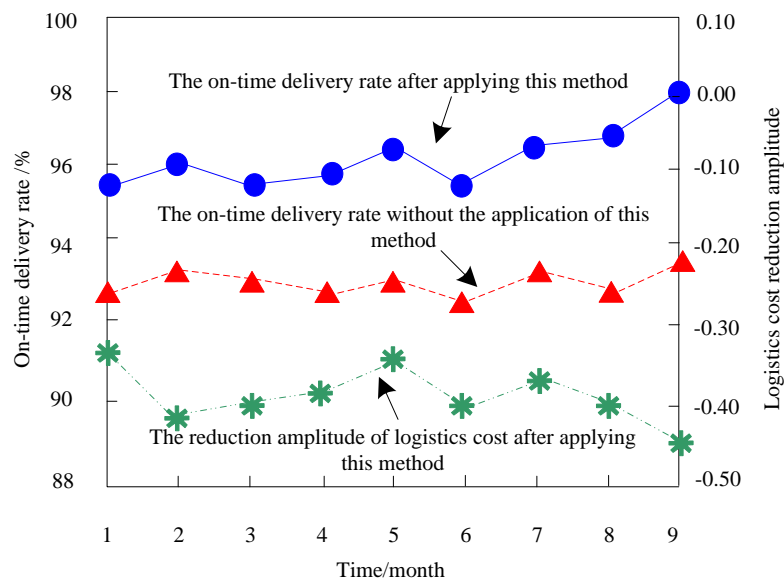 100
98
96
94
92
90
88
On-time delivery rate /%
The on-time delivery rate after applying this method
The on-time delivery rate without the application of this
method
The reduction amplitude of logistics cost after applying
this method
0.10
0.00
-0.10
-0.20
-0.30
-0.40
-0.50
Logistics cost reduction amplitude
1 2 3 4 5 6 7 8 9
Time/month